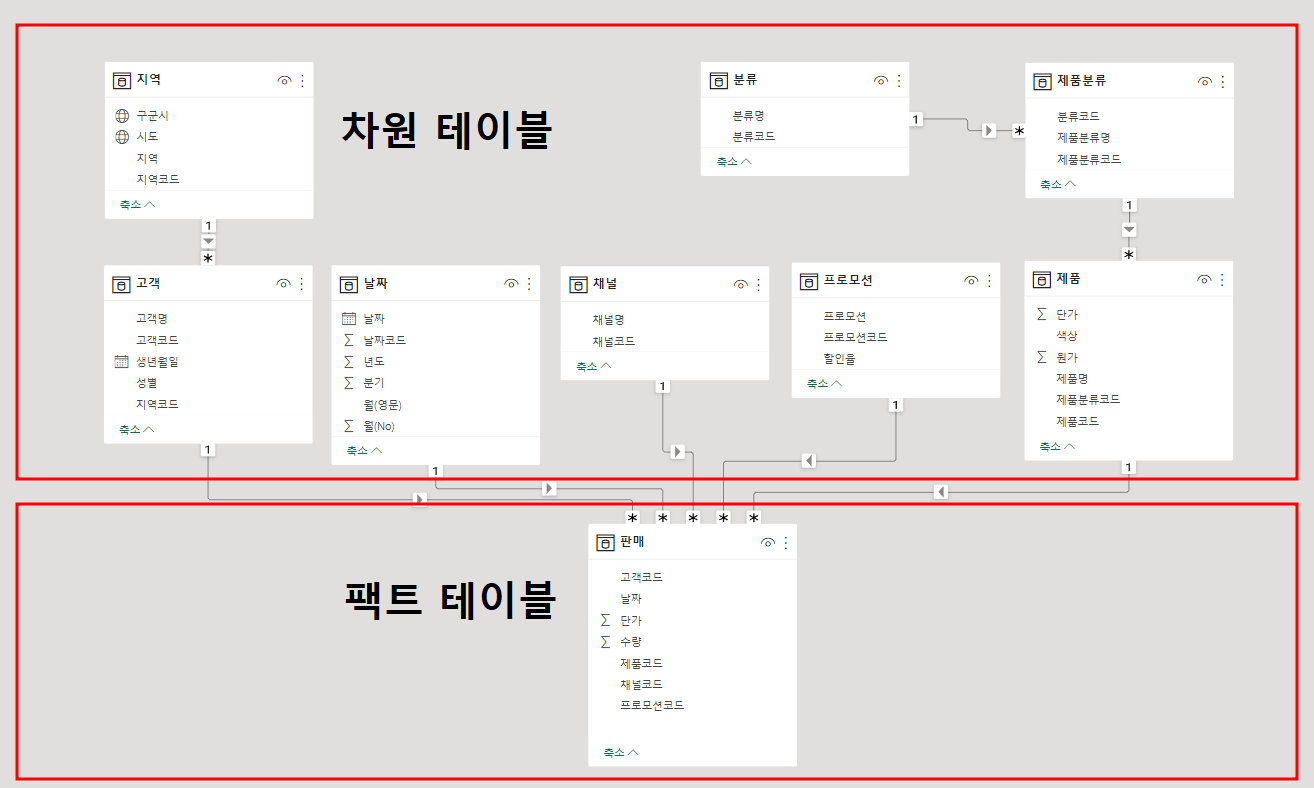 차원 테이블
지역
구군시
시도
지역
지역코드
축소
1
*
분류
분류명
분류코드
축소
1
*
제품분류
분류코드
제품분류명
제품분류코드
축소
1
*
고객
고객명
고객코드
생년월일
성별
지역코드
축소
1
날짜
날짜
날짜코드
년도
분기
월(영문)
월(No)
축소
1
채널
채널명
채널코드
축소
1
프로모션
프로모션
프로모션코드
할인율
축소
1
제품
단가
색상
원가
제품명
제품분류코드
제품코드
축소
1
팩트 테이블
* * * * *
판매
고객코드
날짜
단가
수량
제품코드
채널코드
프로모션코드
축소